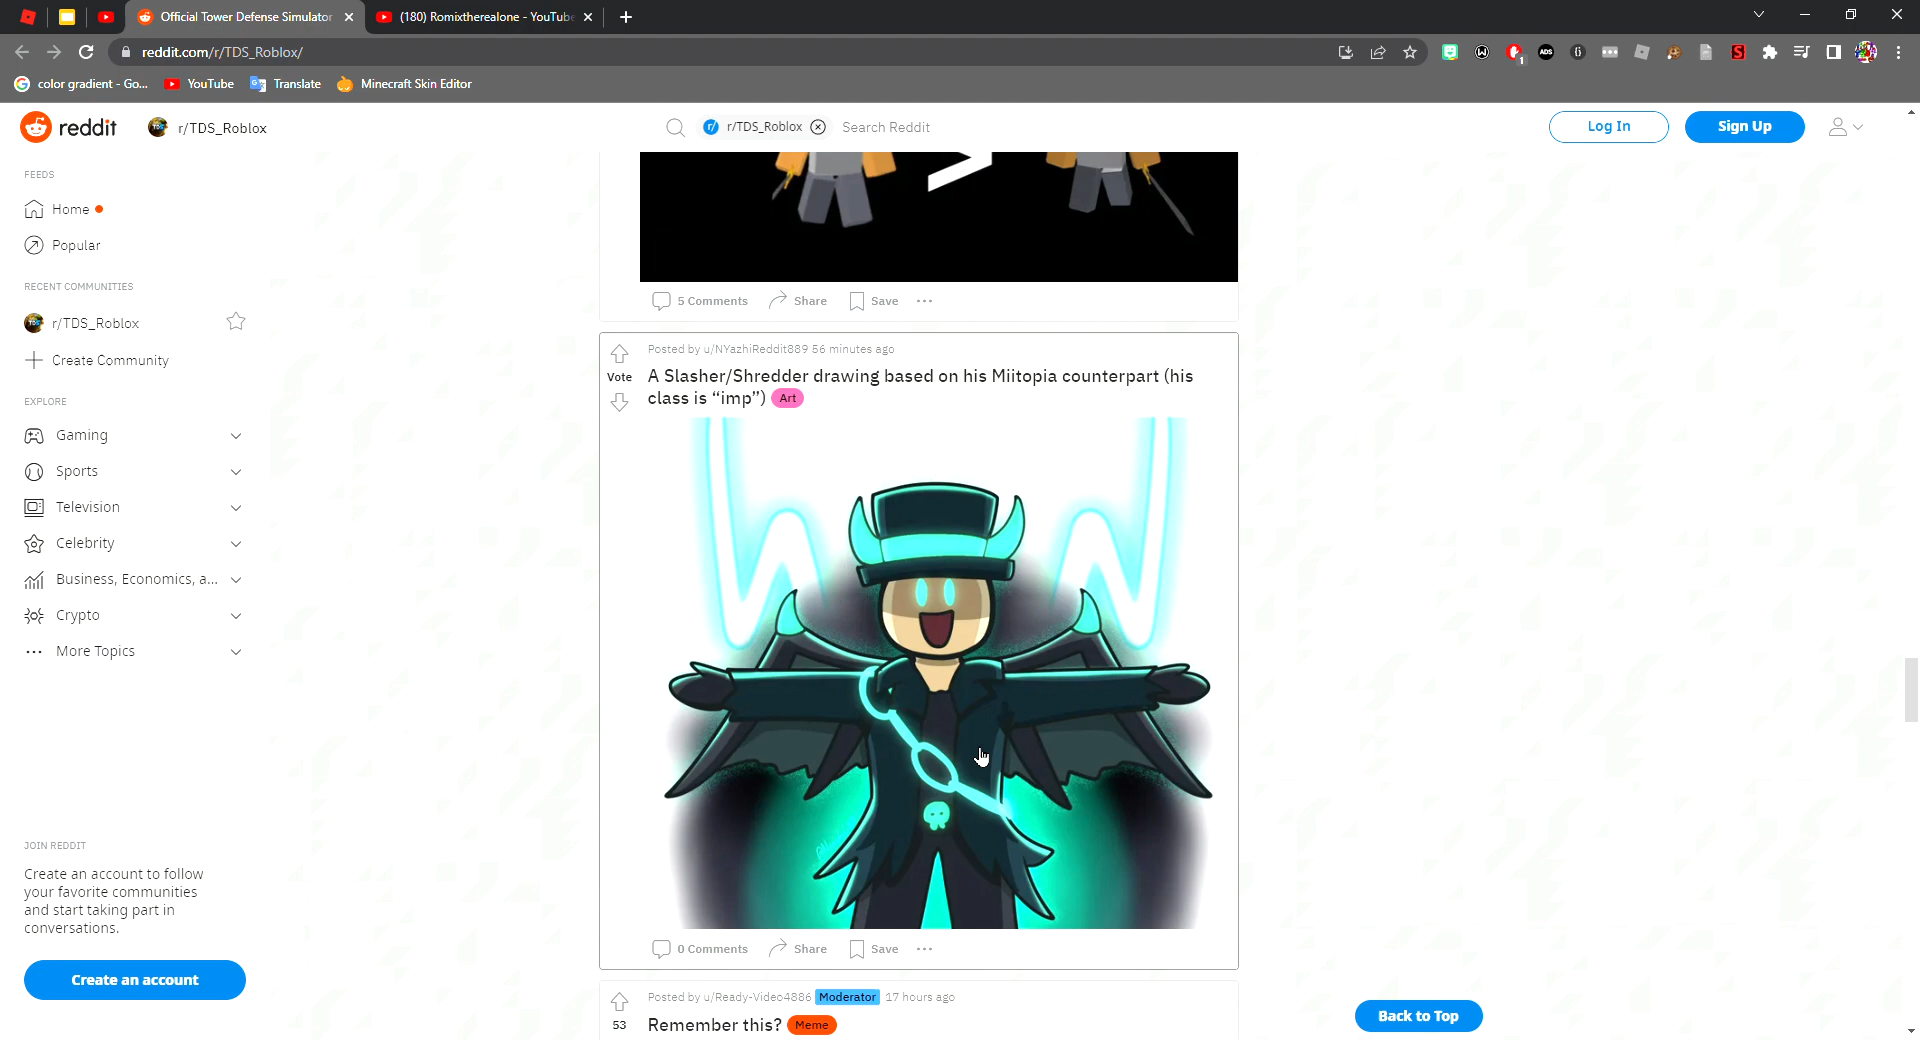 Official Tower Defense Simulator
(180) Romixtherealone - YouTube
reddit.com/r/TDS_Roblox/
color gradient - Go...
YouTube
Translate
Minecraft Skin Editor
reddit
r/TDS_Roblox
r/TDS_Roblox
Search Reddit
Log In
Sign Up
FEEDS
Home
Popular
RECENT COMMUNITIES
r/TDS_Roblox
Create Community
EXPLORE
Gaming
Sports
Television
Celebrity
Business, Economics, a...
Crypto
More Topics
JOIN REDDIT
Create an account to follow
your favorite communities
and start taking part in
conversations.
Create an account
5 Comments
Share
Save
Posted by u/NYazhiReddit889 56 minutes ago
Vote
A Slasher/Shredder drawing based on his Miitopia counterpart (his
class is “imp”) Art
0 Comments
Share
Save
Posted by u/Ready-Video4886 Moderator 17 hours ago
53
Remember this? Meme
Back to Top